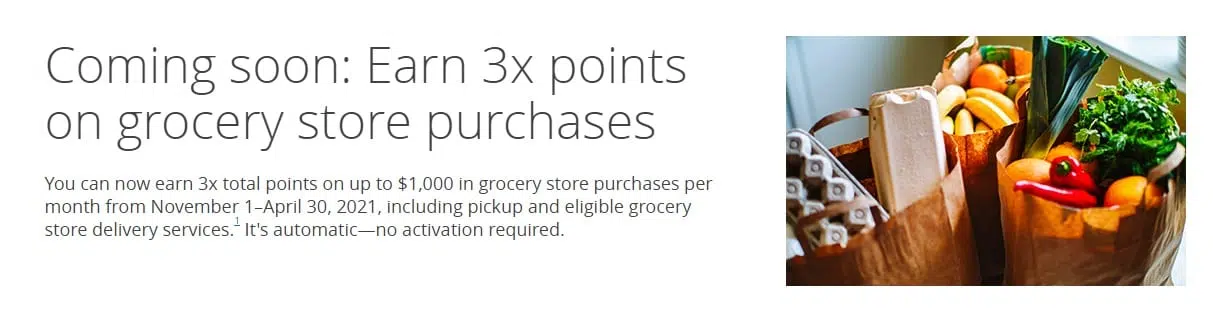 Coming soon: Earn 3x points
on grocery store purchases
You can now earn 3x total points on up to $1,000 in grocery store purchases per
month from November 1–April 30, 2021, including pickup and eligible grocery
store delivery services.1 It's automatic—no activation required.